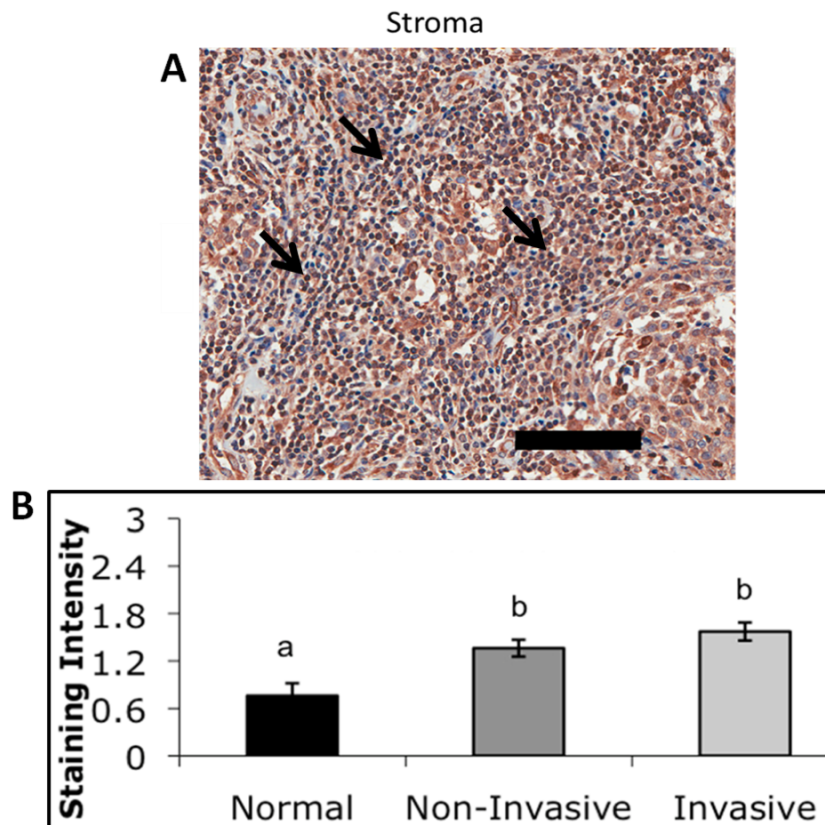 Stroma
A
B
Staining Intensity
3
2.4
1.8
1.2
0.6
0
a
b
b
Normal Non-Invasive Invasive